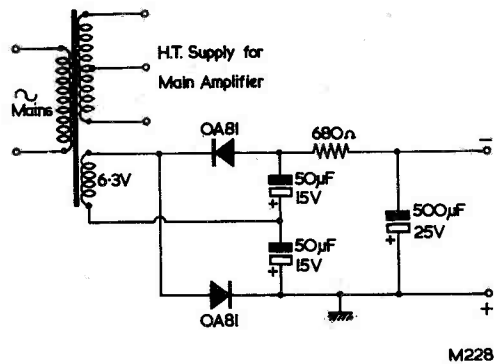 H.T. Supply for
Main Amplifier
Mains
OA81
680Ω
−
6·3V
50μF
15V
+
500μF
25V
+
50μF
15V
+
OA81
+
M228